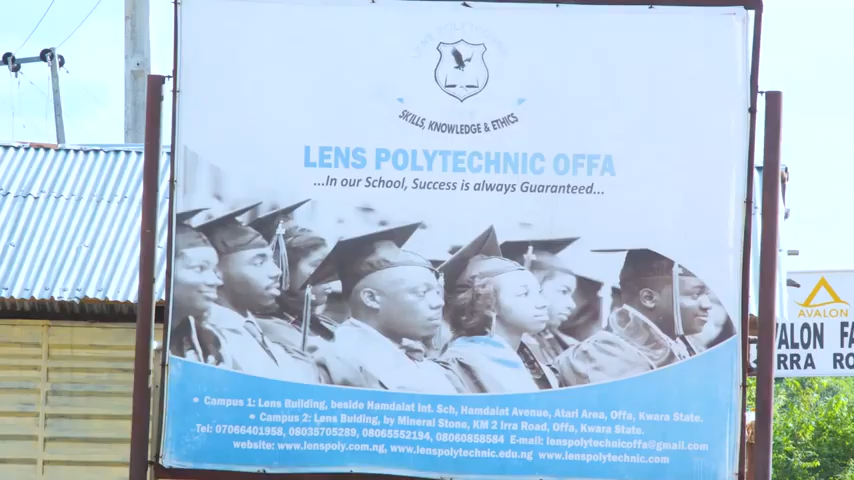 SKILLS, KNOWLEDGE & ETHICS
LENS POLYTECHNIC OFFA
...In our School, Success is always Guaranteed...
Campus 1: Lens Building, beside Hamdalat Int. Sch, Hamdalat Avenue, Atari Area, Offa, Kwara State.
Campus 2: Lens Building, by Mineral Stone, KM 2 Irra Road, Offa, Kwara State.
Tel: 07066401958, 08035705289, 08065552194, 08060858584 E-mail: lenspolytechnicoffa@gmail.com
website: www.lenspoly.com.ng, www.lenspolytechnic.edu.ng www.lenspolytechnic.com
AVALON
VALON FA
RRA RO